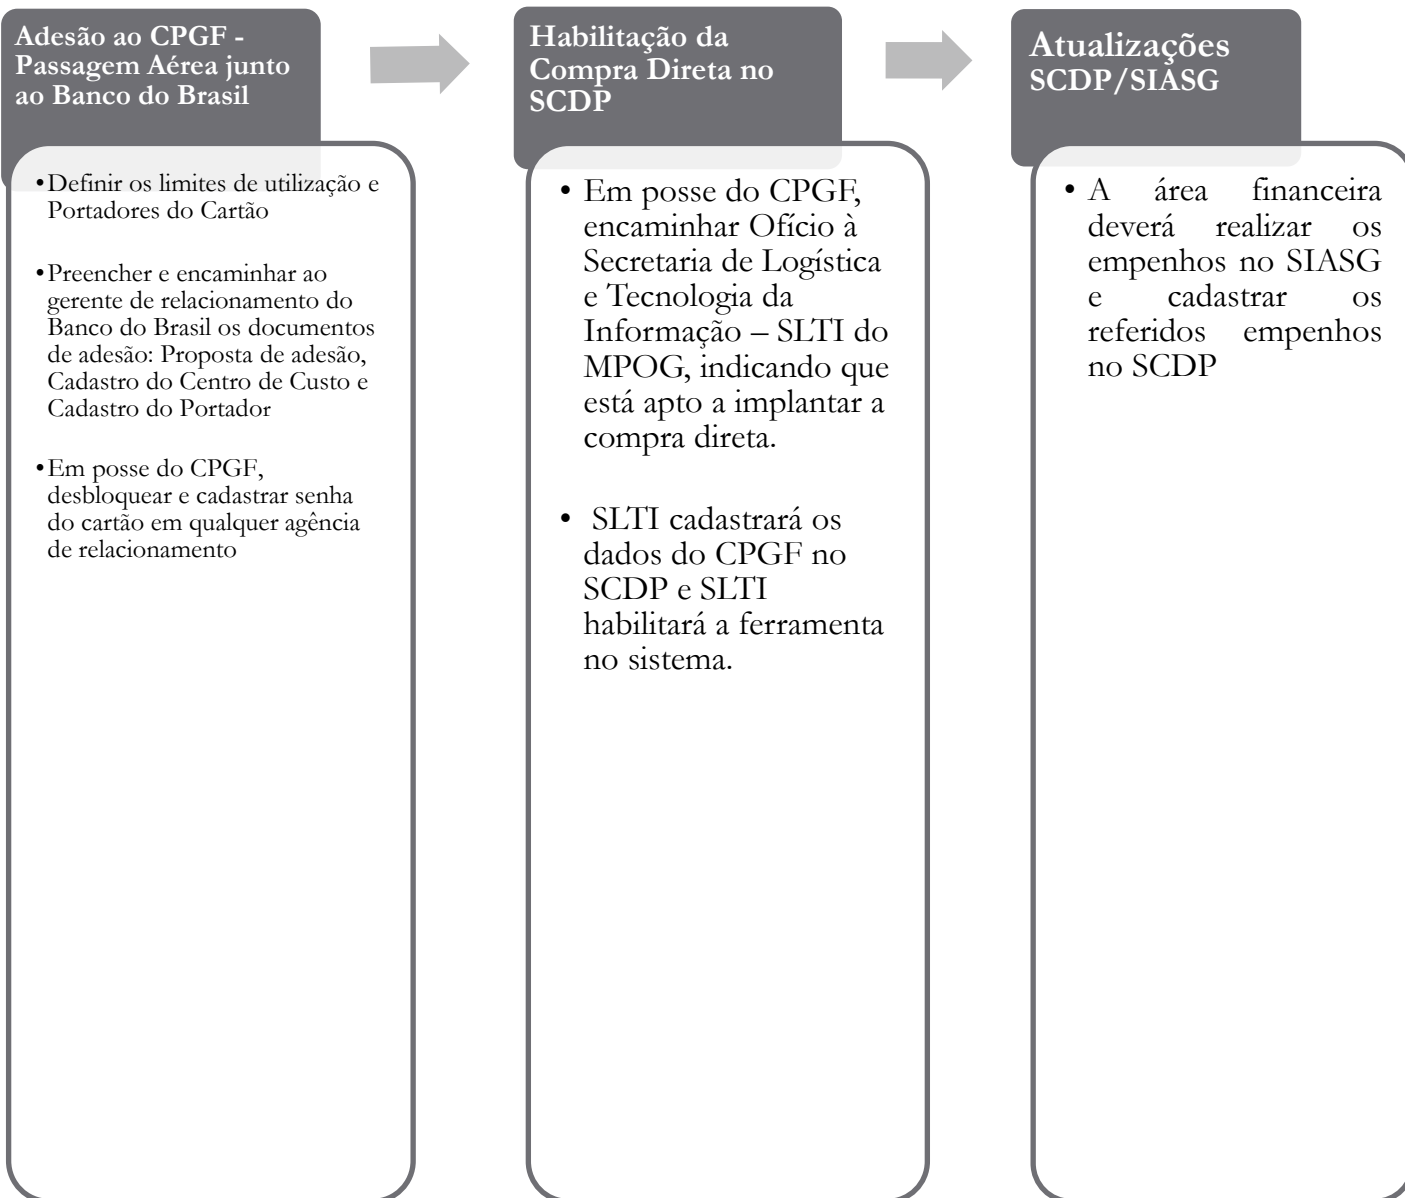 Adesão ao CPGF -
Passagem Aérea junto
ao Banco do Brasil
•Definir os limites de utilização e
Portadores do Cartão
•Preencher e encaminhar ao
gerente de relacionamento do
Banco do Brasil os documentos
de adesão: Proposta de adesão,
Cadastro do Centro de Custo e
Cadastro do Portador
•Em posse do CPGF,
desbloquear e cadastrar senha
do cartão em qualquer agência
de relacionamento
Habilitação da
Compra Direta no
SCDP
• Em posse do CPGF,
encaminhar Ofício à
Secretaria de Logística
e Tecnologia da
Informação – SLTI do
MPOG, indicando que
está apto a implantar a
compra direta.
• SLTI cadastrará os
dados do CPGF no
SCDP e SLTI
habilitará a ferramenta
no sistema.
Atualizações
SCDP/SIASG
• A área financeira
deverá realizar os
empenhos no SIASG
e cadastrar os
referidos empenhos
no SCDP